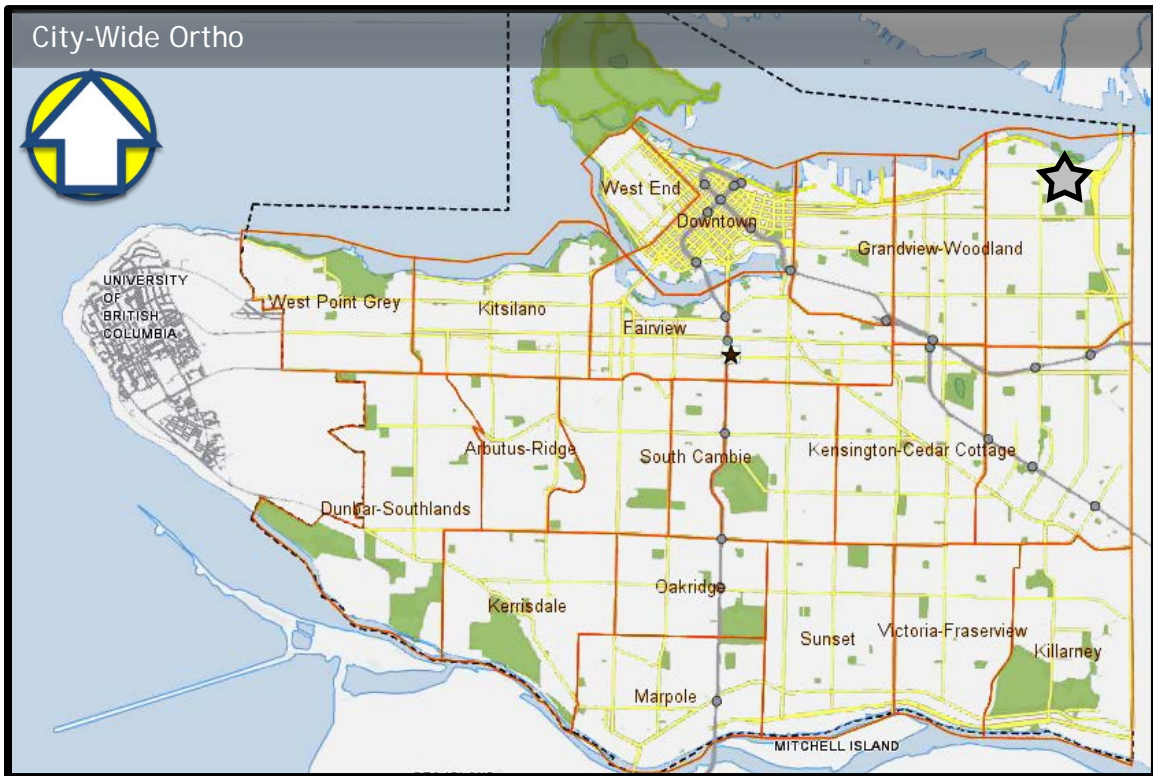 City-Wide Ortho
West End
Downtown
Grandview-Woodland
UNIVERSITY
OF
BRITISH
COLUMBIA
West Point Grey
Kitsilano
Fairview
Arbutus-Ridge
South Cambie
Kensington-Cedar Cottage
Dunbar-Southlands
Oakridge
Kerrisdale
Sunset
Victoria-Fraserview
Killarney
Marpole
MITCHELL ISLAND